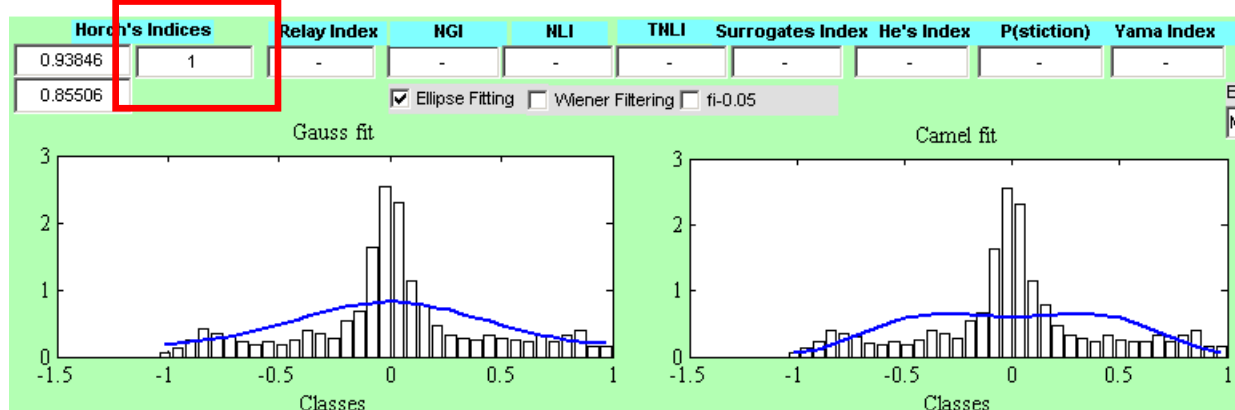 Horch's Indices Relay Index NGI NLI TNLI Surrogates Index He's Index P(stiction) Yama Index
0.93846 1 - - - - - - - -
0.85506 Ellipse Fitting Wiener Filtering fi-0.05 E
M
Gauss fit Camel fit
3 3
2 2
1 1
0 0
-1.5 -1 -0.5 0 0.5 1 -1.5 -1 -0.5 0 0.5 1
Classes Classes